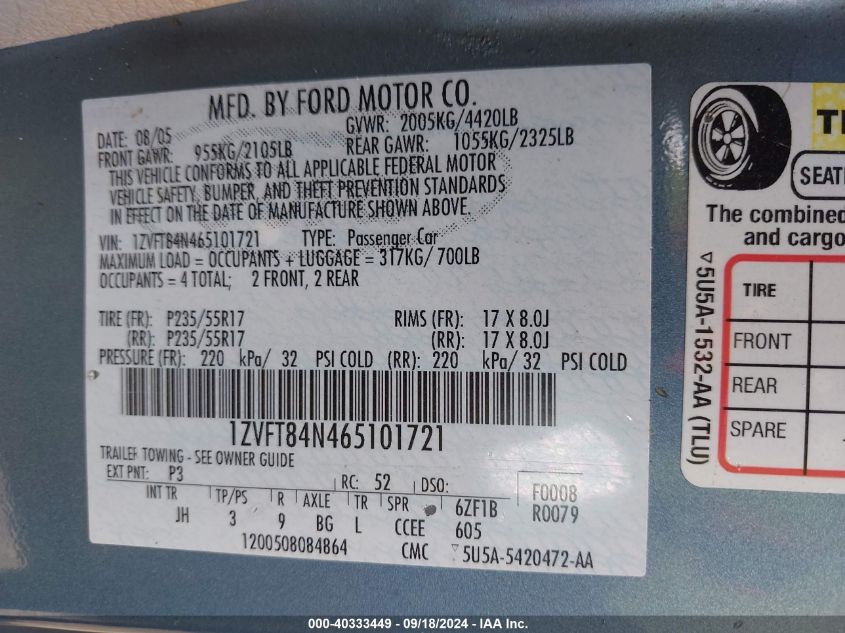 MFD. BY FORD MOTOR CO.
DATE: 08/05 GVWR: 2005KG/4420LB
FRONT GAWR: 955KG/2105LB REAR GAWR: 1055KG/2325LB
THIS VEHICLE CONFORMS TO ALL APPLICABLE FEDERAL MOTOR
VEHICLE SAFETY, BUMPER, AND THEFT PREVENTION STANDARDS
IN EFFECT ON THE DATE OF MANUFACTURE SHOWN ABOVE.
VIN: 1ZVFT84N465101721 TYPE: Passenger Car
MAXIMUM LOAD = OCCUPANTS + LUGGAGE = 317KG/ 700LB
OCCUPANTS = 4 TOTAL; 2 FRONT, 2 REAR
TIRE (FR): P235/55R17 RIMS (FR): 17 X 8.0J
(RR): P235/55R17 (RR): 17 X 8.0J
PRESSURE (FR): 220 kPa/ 32 PSI COLD (RR): 220 kPa/ 32 PSI COLD
1ZVFT84N465101721
TRAILER TOWING - SEE OWNER GUIDE
EXT PNT: P3 RC: 52 DSO: F0008
INT TR TP/PS R AXLE TR SPR 6ZF1B R0079
JH 3 9 BG L CCEE 605
1200508084864 CMC ▽5U5A-5420472-AA
SEATI
The combined
and cargo
TIRE
FRONT
REAR
SPARE
▽5U5A-1532-AA (TLU)
000-40333449 - 09/18/2024 - IAA Inc.